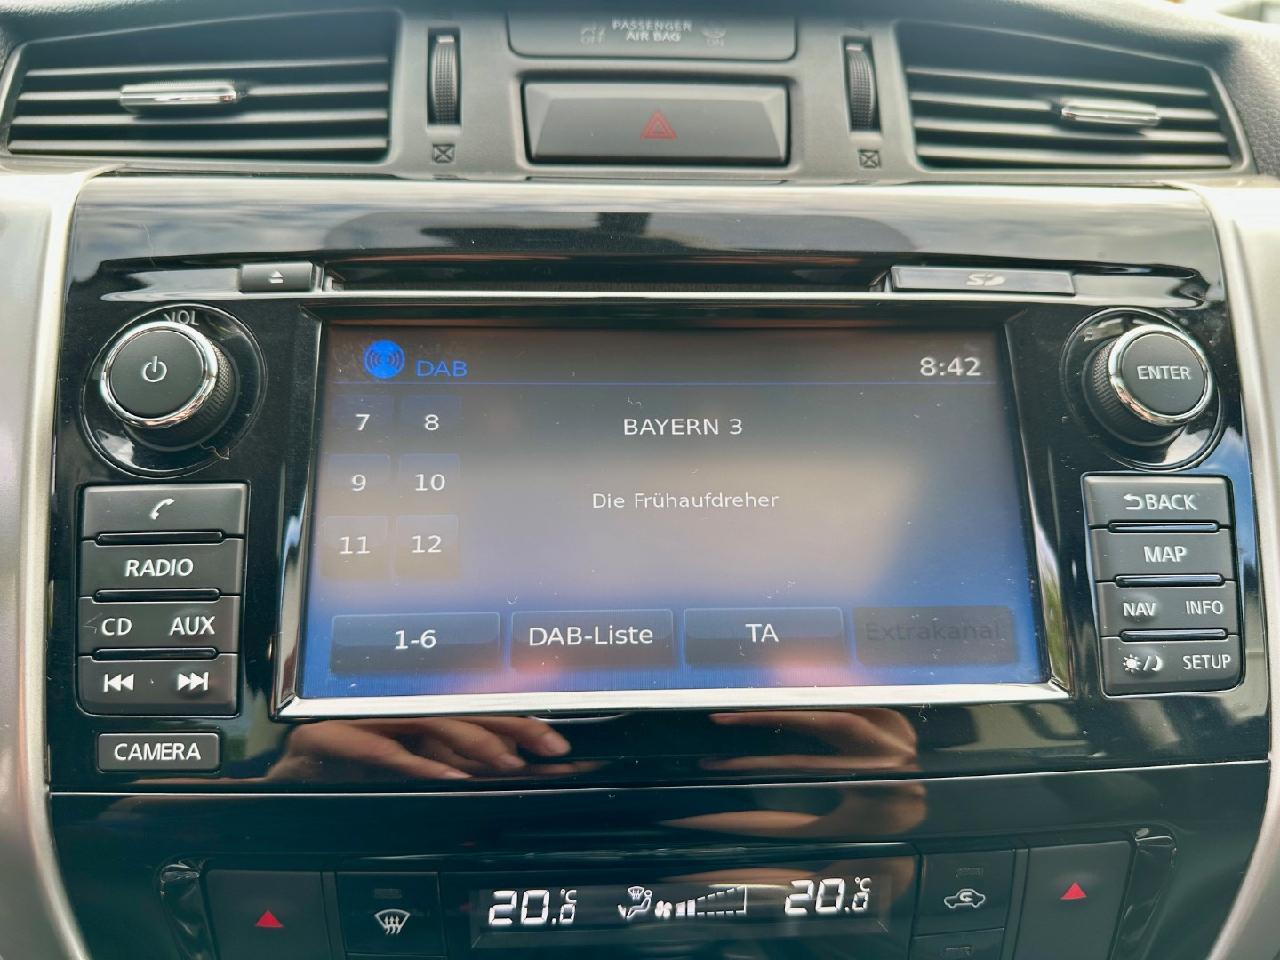 PASSENGER
OFF AIR BAG ON
SD
VOL
DAB 8:42
ENTER
7 8
BAYERN 3
9 10
Die Frühaufdreher
11 12
1-6 DAB-Liste TA Extrakanal
RADIO
CD AUX
CAMERA
BACK
MAP
NAV INFO
SETUP
20.0°C 20.0°C